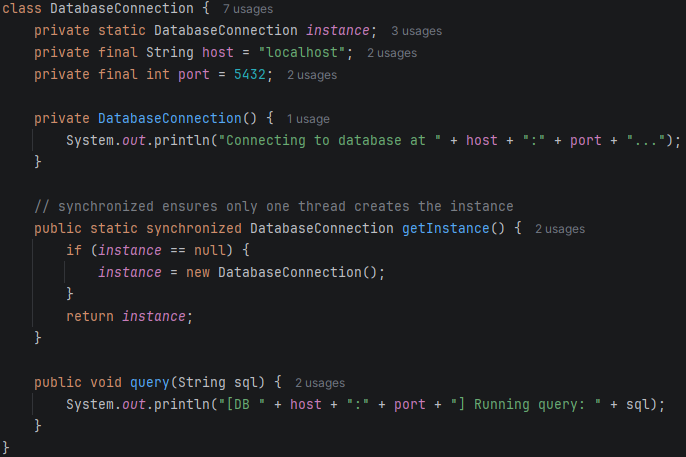 class DatabaseConnection {  7 usages
    private static DatabaseConnection instance;  3 usages
    private final String host = "localhost";  2 usages
    private final int port = 5432;  2 usages

    private DatabaseConnection() {  1 usage
        System.out.println("Connecting to database at " + host + ":" + port + "...");
    }

    // synchronized ensures only one thread creates the instance
    public static synchronized DatabaseConnection getInstance() {  2 usages
        if (instance == null) {
            instance = new DatabaseConnection();
        }
        return instance;
    }

    public void query(String sql) {  2 usages
        System.out.println("[DB " + host + ":" + port + "] Running query: " + sql);
    }
}